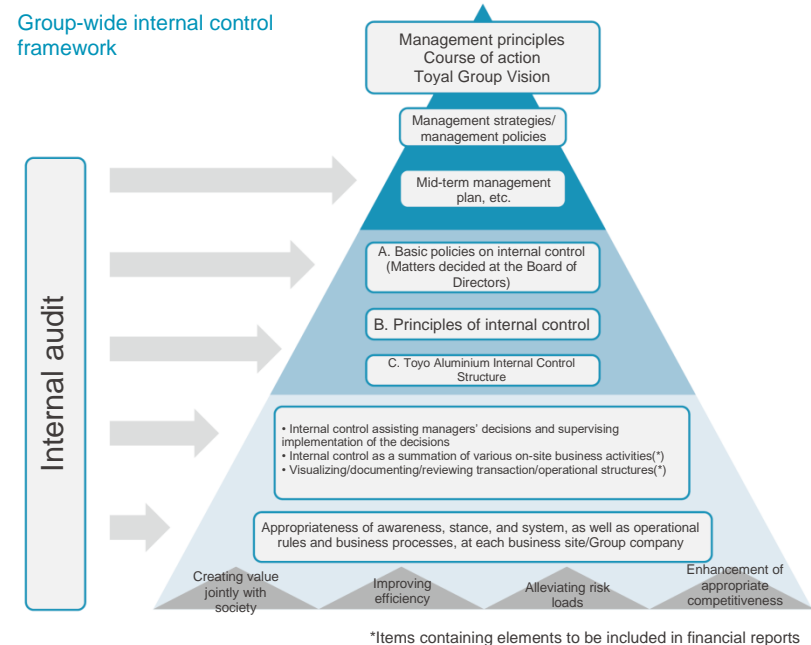 Group-wide internal control
framework
Management principles
Course of action
Toyal Group Vision
Management strategies/
management policies
Mid-term management
plan, etc.
Internal audit
A. Basic policies on internal control
(Matters decided at the Board of
Directors)
B. Principles of internal control
C. Toyo Aluminium Internal Control
Structure
• Internal control assisting managers' decisions and supervising
implementation of the decisions
• Internal control as a summation of various on-site business activities(*)
• Visualizing/documenting/reviewing transaction/operational structures(*)
Appropriateness of awareness, stance, and system, as well as operational
rules and business processes, at each business site/Group company
Creating value
jointly with
society
Improving
efficiency
Alleviating risk
loads
Enhancement of
appropriate
competitiveness
*Items containing elements to be included in financial reports